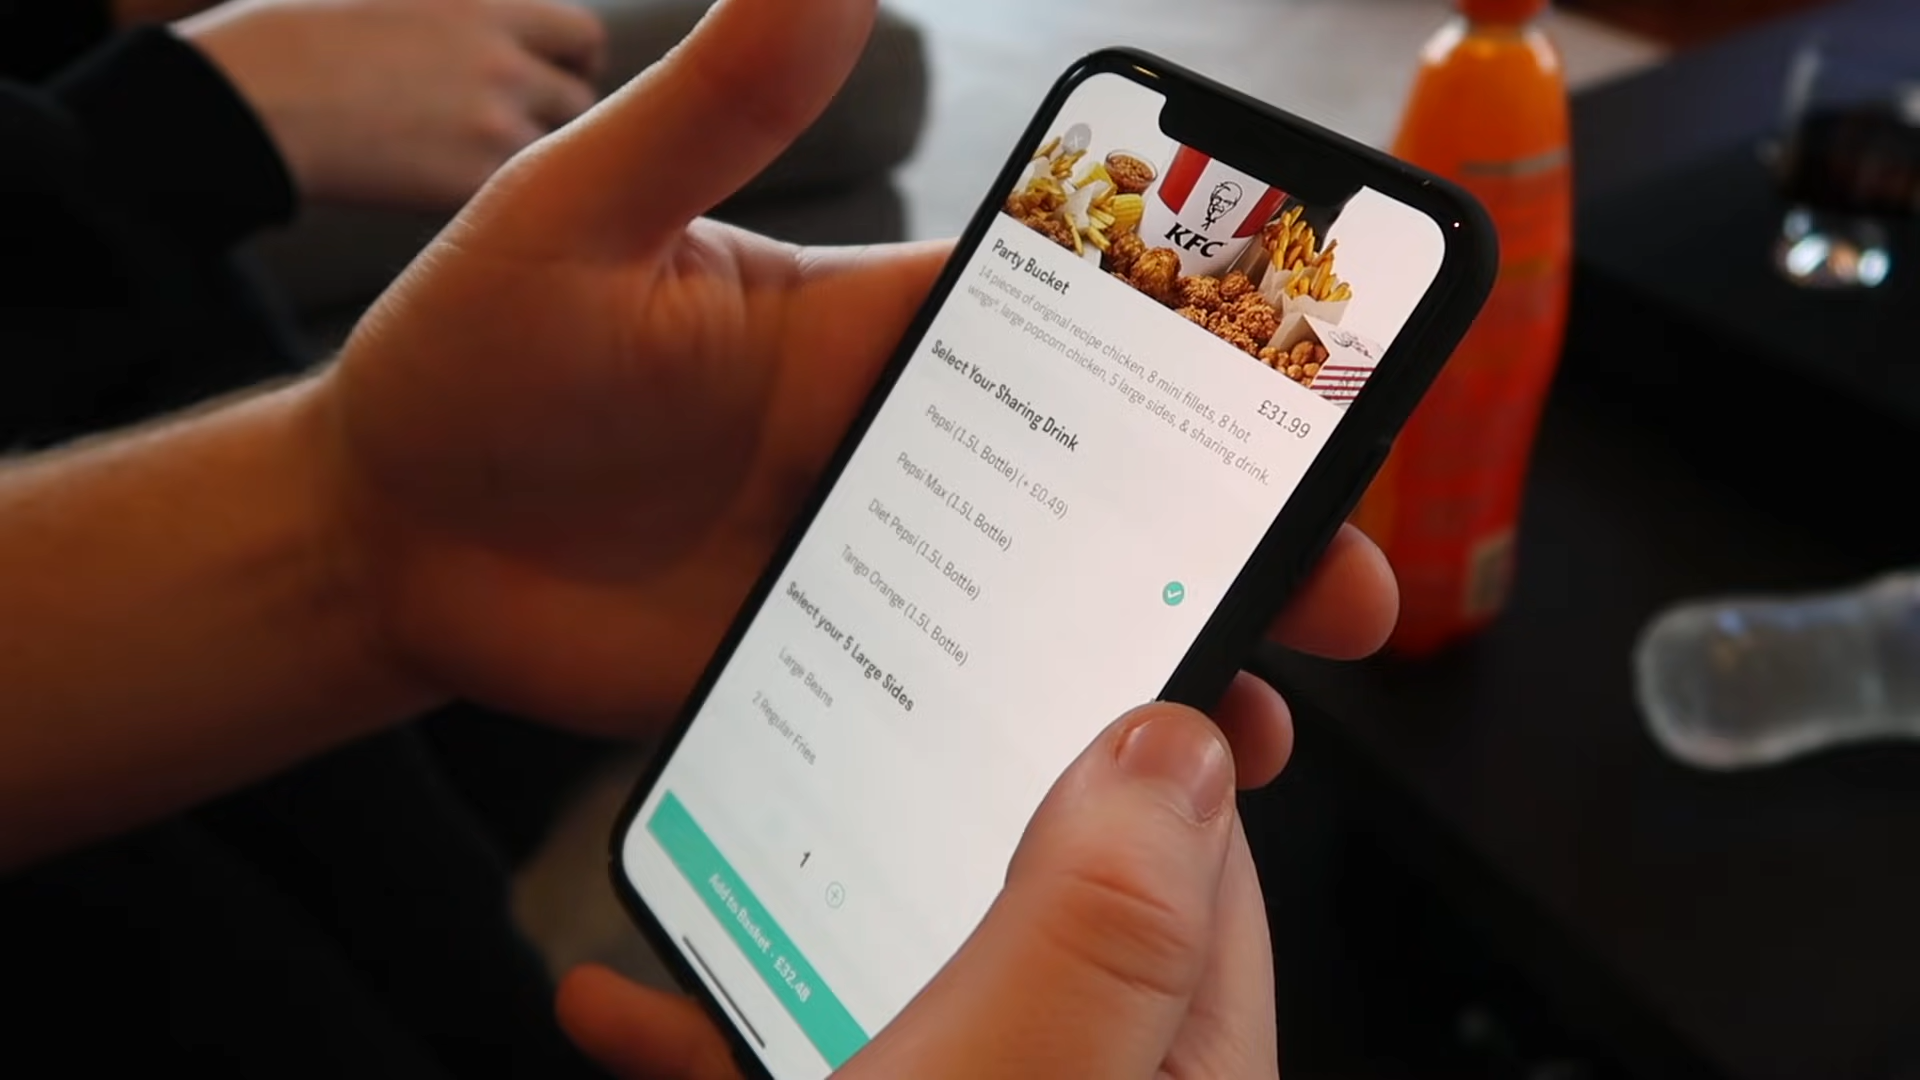 KFC
Party Bucket
£31.99
14 pieces of original recipe chicken, 8 mini fillets, 8 hot
wings*, large popcorn chicken, 5 large sides, & sharing drink.
Select Your Sharing Drink
Pepsi (1.5L Bottle) (+ £0.49)
Pepsi Max (1.5L Bottle)
Diet Pepsi (1.5L Bottle)
Tango Orange (1.5L Bottle)
Select your 5 Large Sides
Large Beans
2 Regular Fries
1
Add to Basket - £32.48